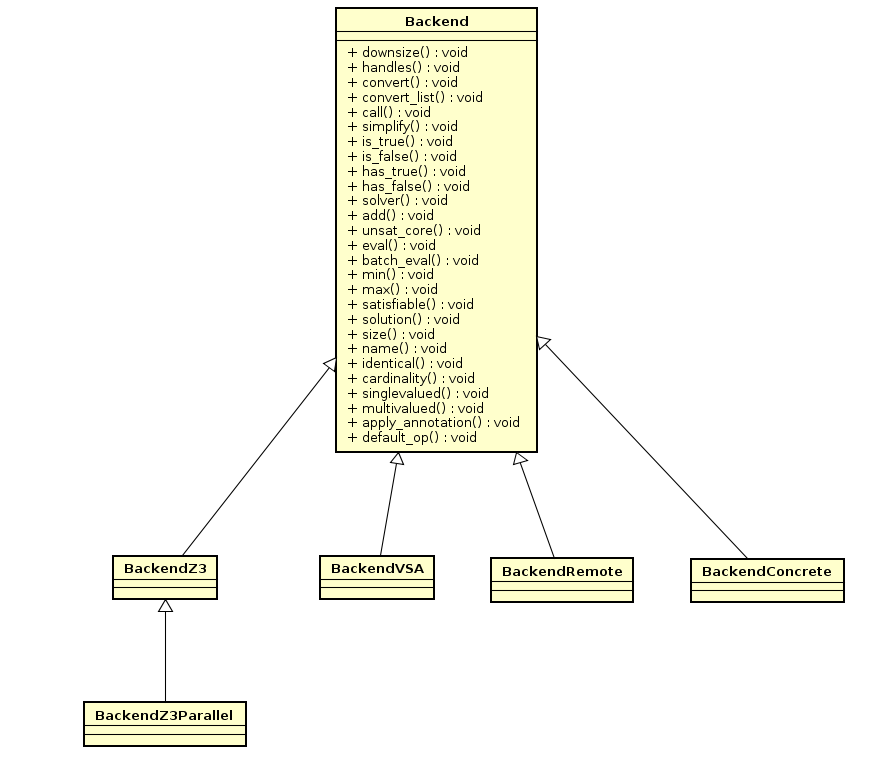 Backend
+ downsize() : void
+ handles() : void
+ convert() : void
+ convert_list() : void
+ call() : void
+ simplify() : void
+ is_true() : void
+ is_false() : void
+ has_true() : void
+ has_false() : void
+ solver() : void
+ add() : void
+ unsat_core() : void
+ eval() : void
+ batch_eval() : void
+ min() : void
+ max() : void
+ satisfiable() : void
+ solution() : void
+ size() : void
+ name() : void
+ identical() : void
+ cardinality() : void
+ singlevalued() : void
+ multivalued() : void
+ apply_annotation() : void
+ default_op() : void
BackendZ3
BackendVSA
BackendRemote
BackendConcrete
BackendZ3Parallel